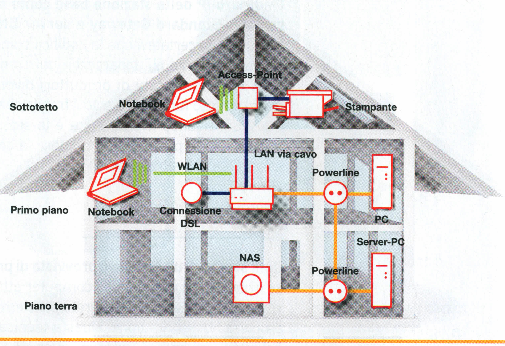 Access-Point
Notebook
Sottotetto
Stampante
LAN via cavo
WLAN
Powerline
Primo piano
Notebook
Connessione
DSL
PC
Server-PC
NAS
Powerline
Piano terra